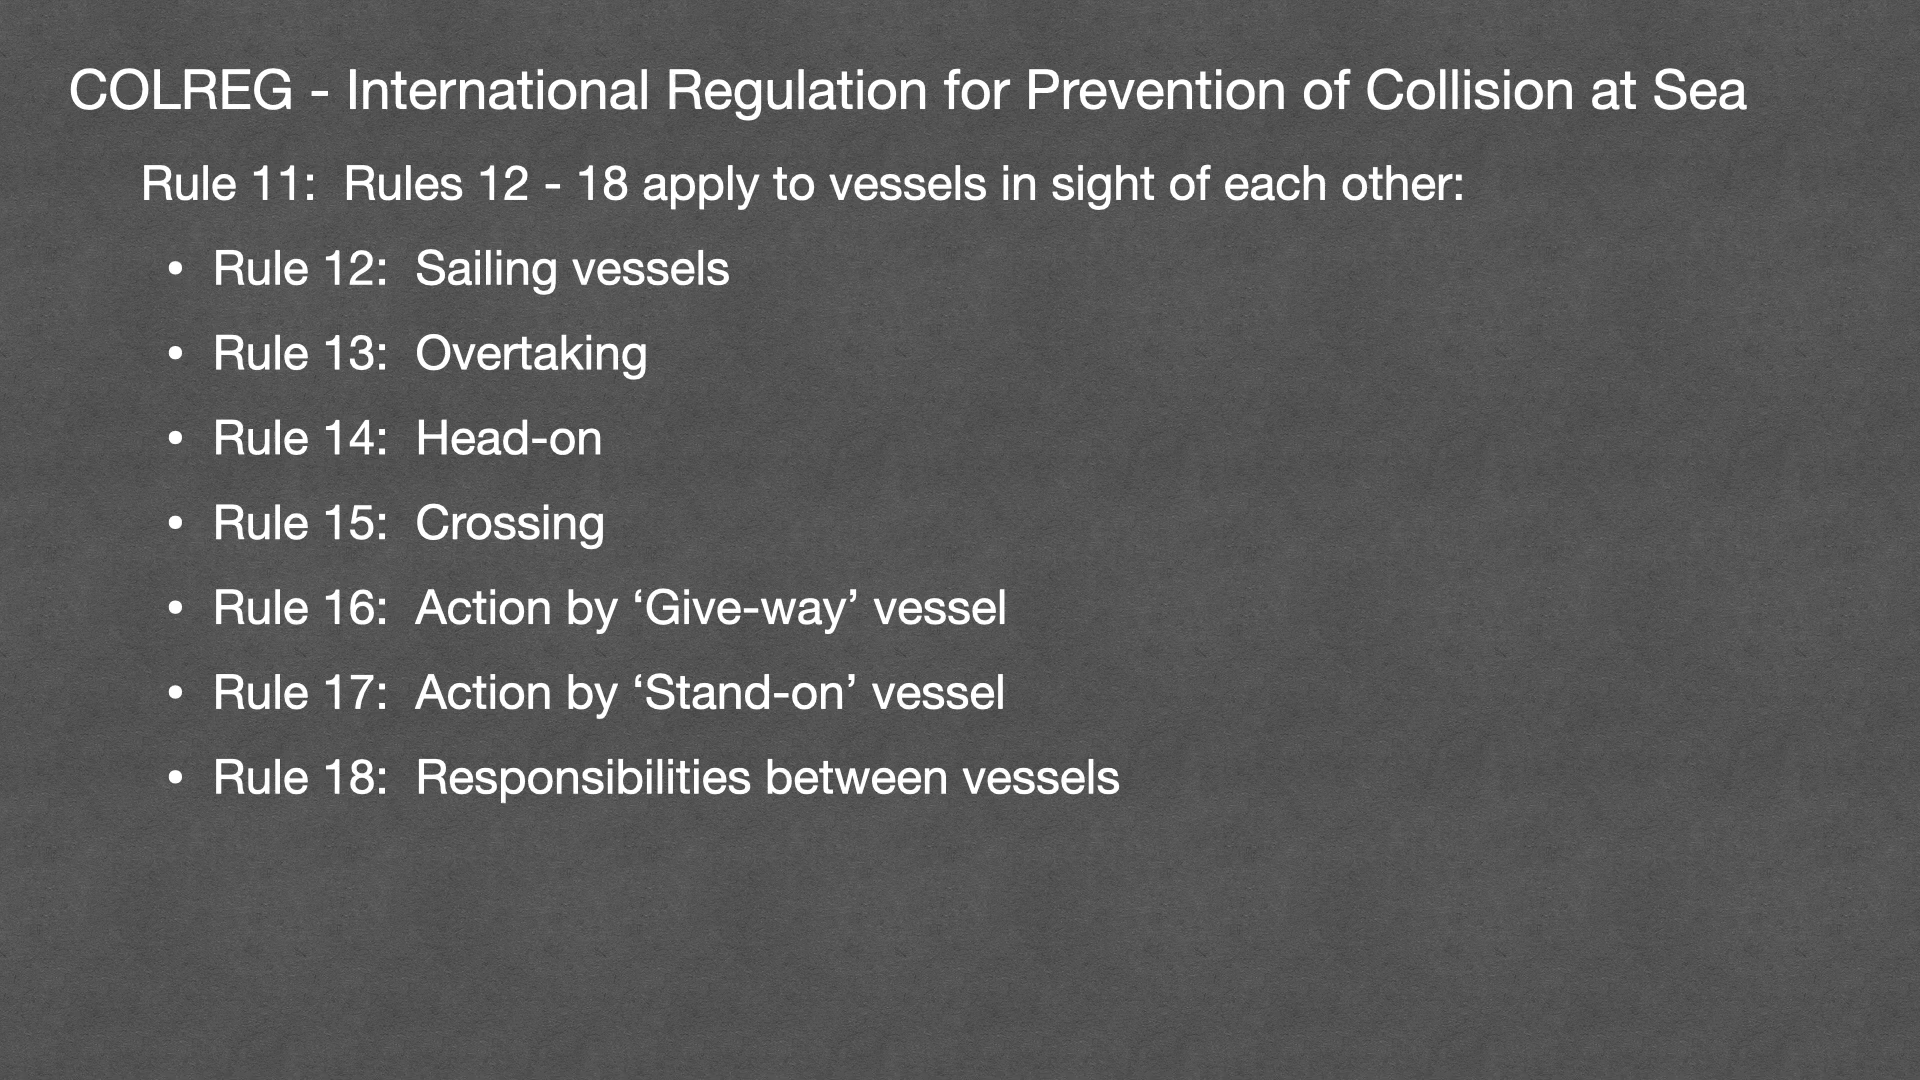 COLREG - International Regulation for Prevention of Collision at Sea
Rule 11: Rules 12 - 18 apply to vessels in sight of each other:
• Rule 12: Sailing vessels
• Rule 13: Overtaking
• Rule 14: Head-on
• Rule 15: Crossing
• Rule 16: Action by ‘Give-way’ vessel
• Rule 17: Action by ‘Stand-on’ vessel
• Rule 18: Responsibilities between vessels